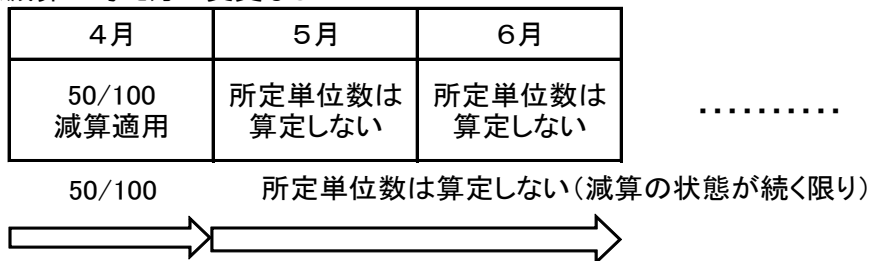 4月 5月 6月
50/100 所定単位数は 所定単位数は
減算適用 算定しない 算定しない ‥‥‥‥‥
50/100 所定単位数は算定しない(減算の状態が続く限り)